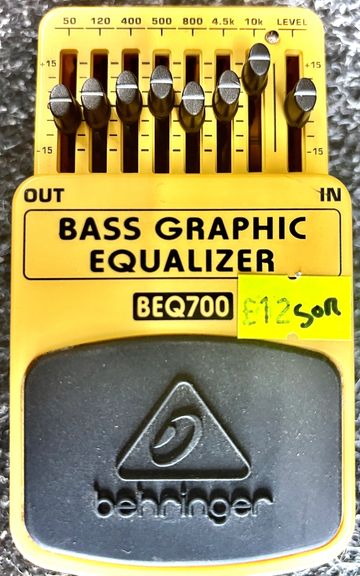 50 120 400 500 800 4.5k 10k LEVEL
+15 +15
-15 -15
OUT IN
BASS GRAPHIC
EQUALIZER
BEQ700
£12 SOR
behringer